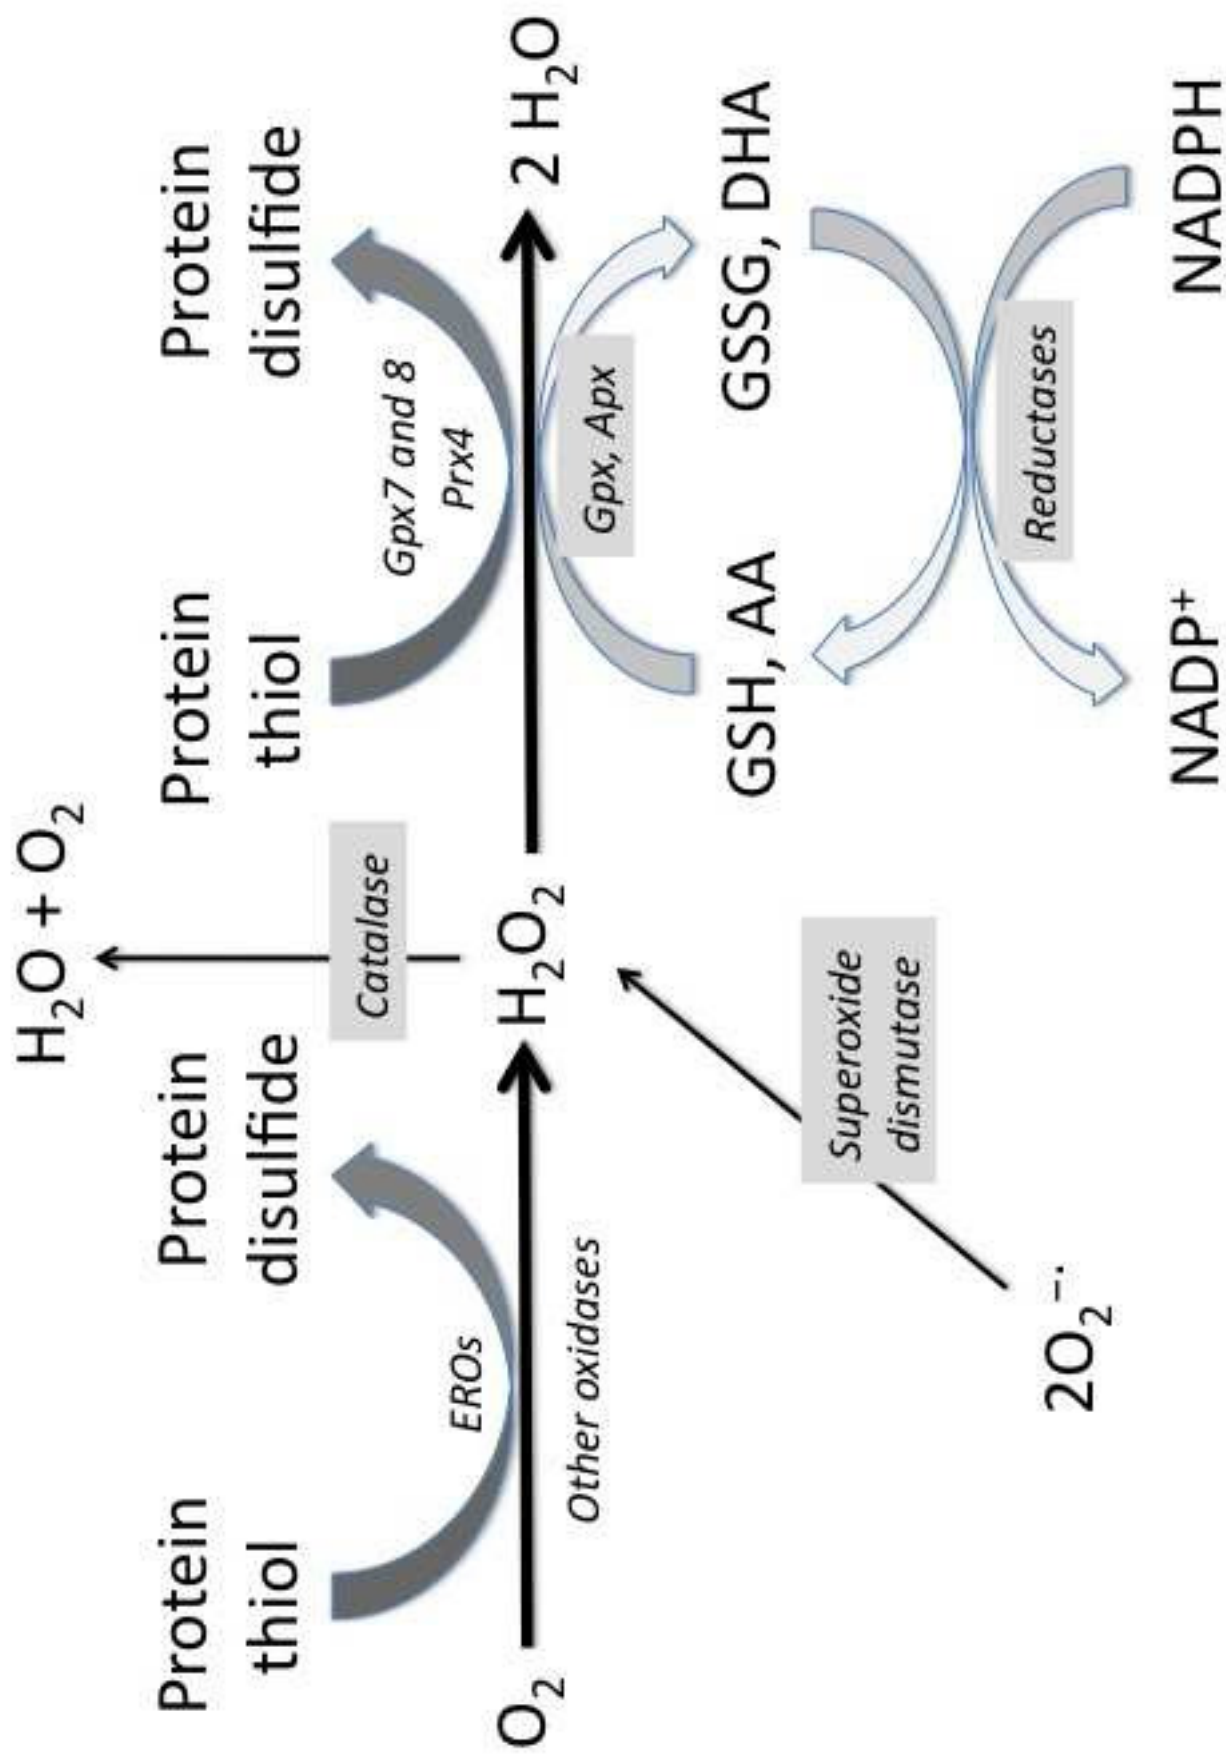 H₂O + O₂
Protein
thiol
Protein
disulfide
Protein
thiol
Protein
disulfide
EROs
Catalase
Gpx7 and 8
Prx4
O₂
H₂O₂
2 H₂O
Other oxidases
Gpx, Apx
GSH, AA
GSSG, DHA
Superoxide
dismutase
Reductases
2O₂⁻·
NADP⁺
NADPH